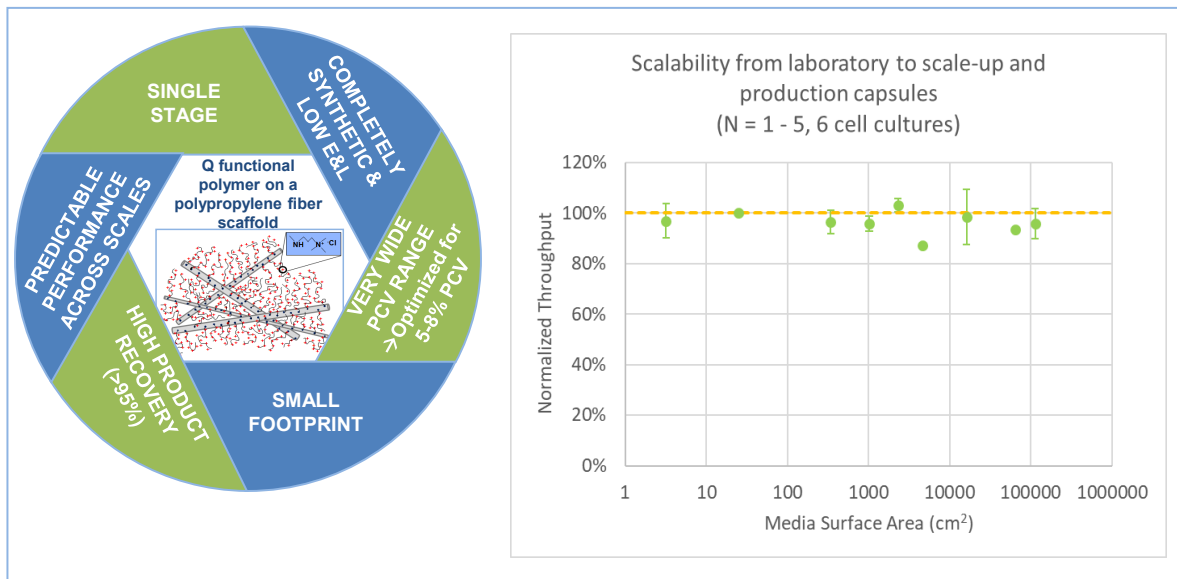 SINGLE
STAGE
COMPLETELY
SYNTHETIC &
LOW E&L
VERY WIDE
PCV RANGE
>Optimized for
5-8% PCV
SMALL
FOOTPRINT
HIGH PRODUCT
RECOVERY
(>95%)
PREDICTABLE
PERFORMANCE
ACROSS SCALES
Q functional
polymer on a
polypropylene fiber
scaffold
NH N+ Cl-
Scalability from laboratory to scale-up and
production capsules
(N = 1 - 5, 6 cell cultures)
Normalized Throughput
120%
100%
80%
60%
40%
20%
0%
1 10 100 1000 10000 100000 1000000
Media Surface Area (cm²)